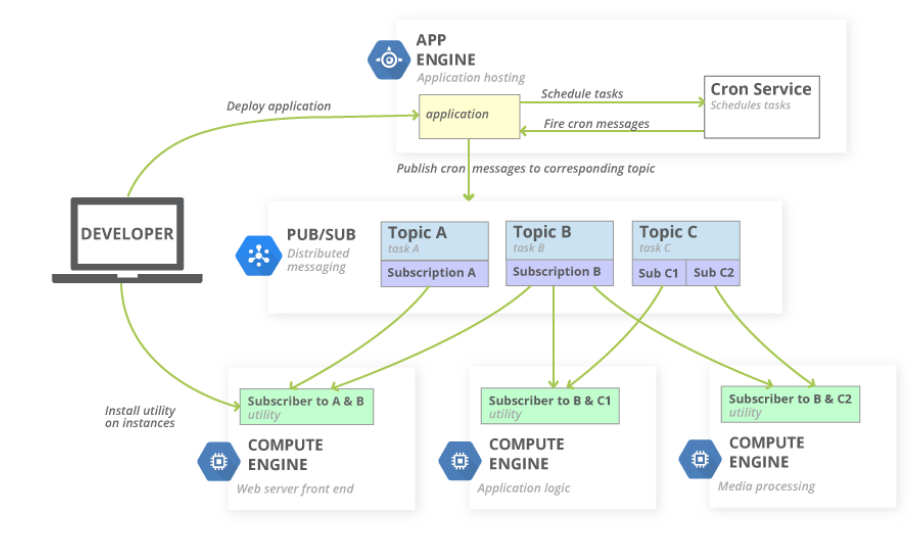 APP
ENGINE
Application hosting
Cron Service
Schedules tasks
Schedule tasks
Deploy application
application
Fire cron messages
Publish cron messages to corresponding topic
DEVELOPER
PUB/SUB
Distributed
messaging
Topic A
task A
Subscription A
Topic B
task B
Subscription B
Topic C
task C
Sub C1
Sub C2
Install utility
on instances
Subscriber to A & B
utility
COMPUTE
ENGINE
Web server front end
Subscriber to B & C1
utility
COMPUTE
ENGINE
Application logic
Subscriber to B & C2
utility
COMPUTE
ENGINE
Media processing